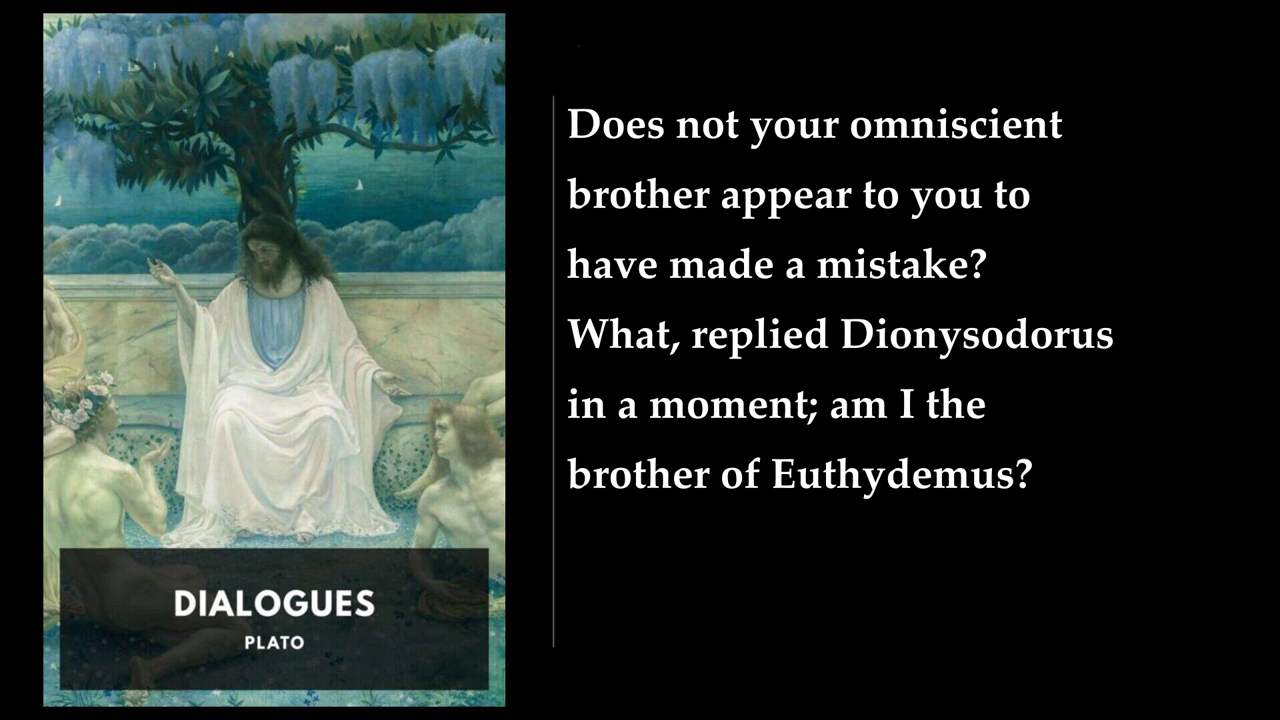 DIALOGUES
PLATO
Does not your omniscient
brother appear to you to
have made a mistake?
What, replied Dionysodorus
in a moment; am I the
brother of Euthydemus?